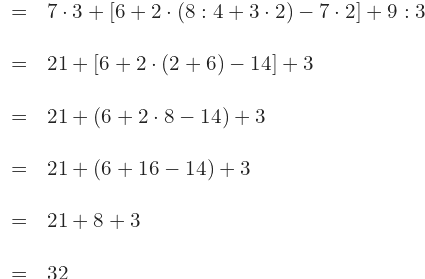 = 7 · 3 + [6 + 2 · (8 : 4 + 3 · 2) − 7 · 2] + 9 : 3
= 21 + [6 + 2 · (2 + 6) − 14] + 3
= 21 + (6 + 2 · 8 − 14) + 3
= 21 + (6 + 16 − 14) + 3
= 21 + 8 + 3
= 32